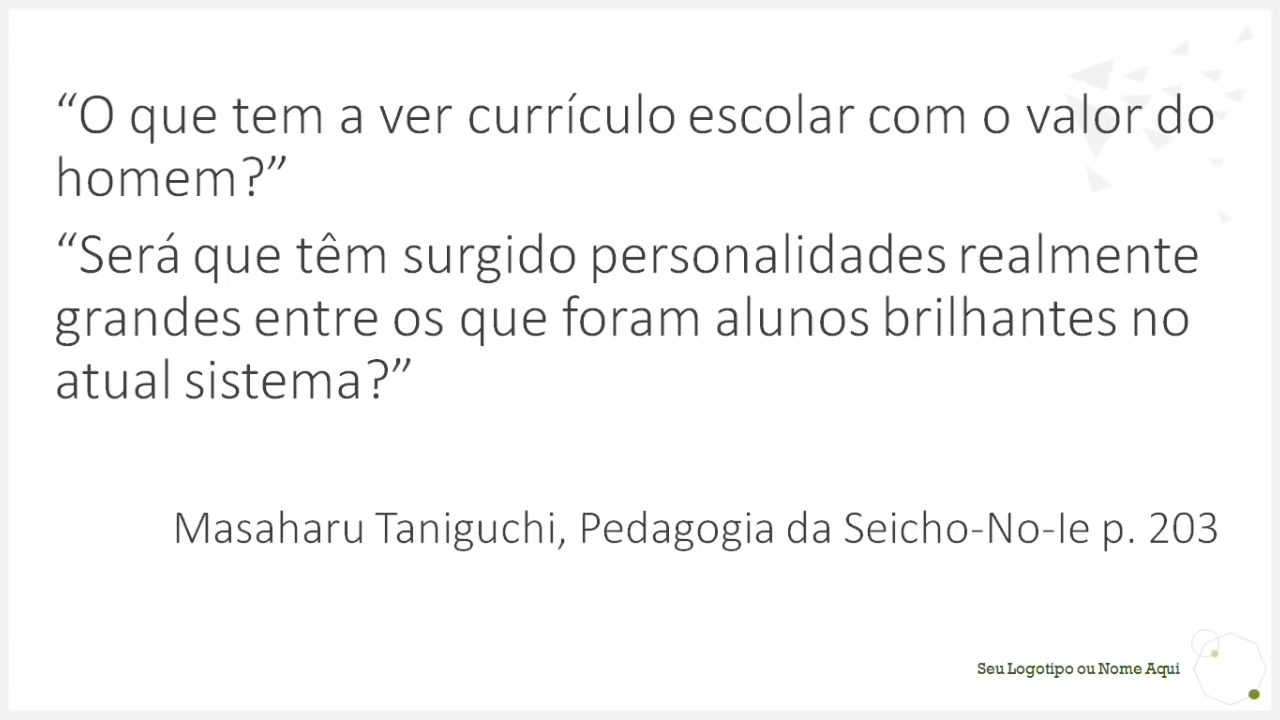 “O que tem a ver currículo escolar com o valor do
homem?”
“Será que têm surgido personalidades realmente
grandes entre os que foram alunos brilhantes no
atual sistema?”
Masaharu Taniguchi, Pedagogia da Seicho-No-Ie p. 203
Seu Logotipo ou Nome Aqui